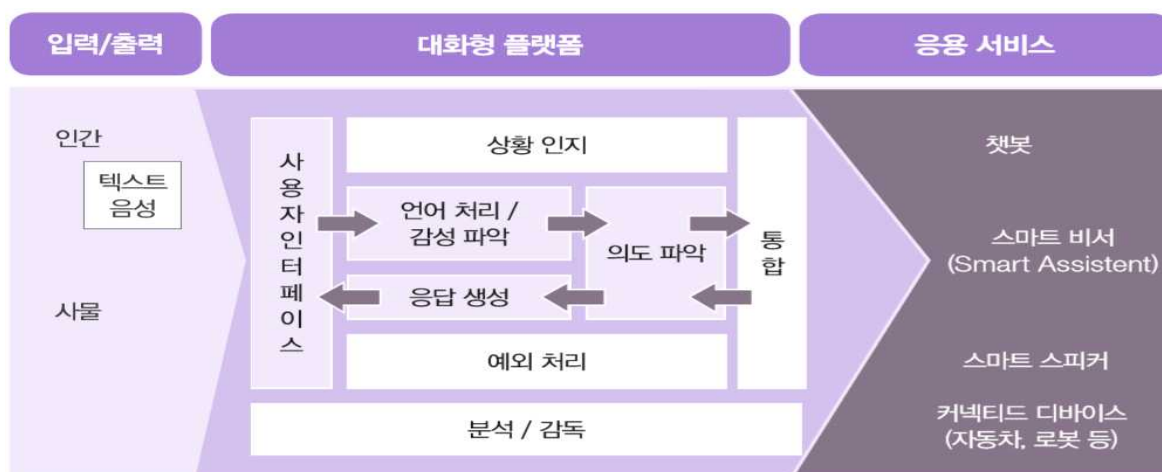 입력/출력
대화형 플랫폼
응용 서비스
인간
텍스트
음성
사물
사용자인터페이스
상황 인지
언어 처리 /
감성 파악
의도 파악
응답 생성
예외 처리
통합
분석 / 감독
챗봇
스마트 비서
(Smart Assistent)
스마트 스피커
커넥티드 디바이스
(자동차, 로봇 등)